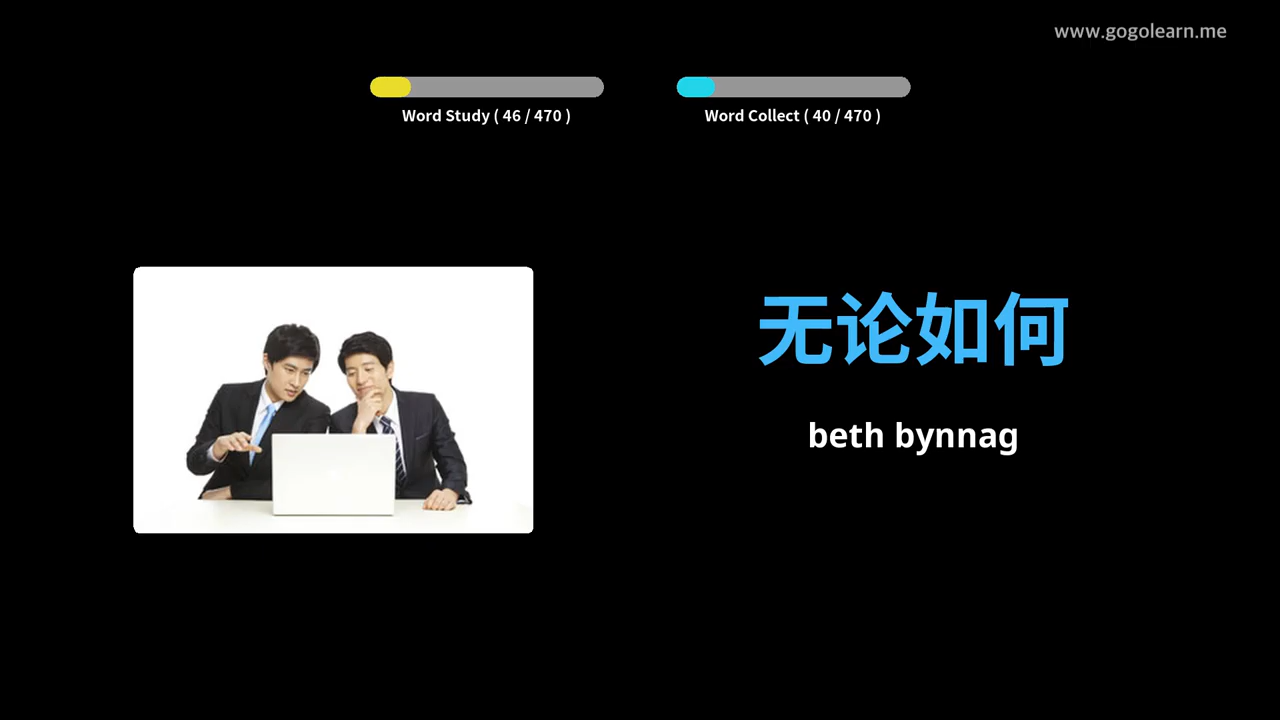 www.gogolearn.me
Word Study ( 46 / 470 )
Word Collect ( 40 / 470 )
无论如何
beth bynnag